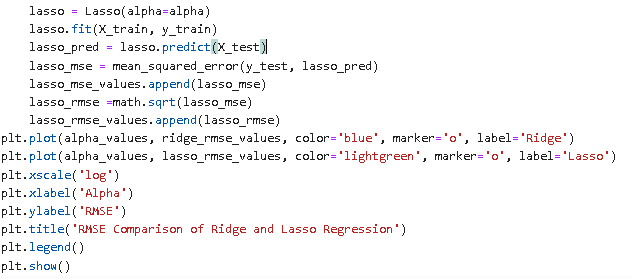 lasso = Lasso(alpha=alpha)
lasso.fit(X_train, y_train)
lasso_pred = lasso.predict(X_test)
lasso_mse = mean_squared_error(y_test, lasso_pred)
lasso_mse_values.append(lasso_mse)
lasso_rmse =math.sqrt(lasso_mse)
lasso_rmse_values.append(lasso_rmse)
plt.plot(alpha_values, ridge_rmse_values, color='blue', marker='o', label='Ridge')
plt.plot(alpha_values, lasso_rmse_values, color='lightgreen', marker='o', label='Lasso')
plt.xscale('log')
plt.xlabel('Alpha')
plt.ylabel('RMSE')
plt.title('RMSE Comparison of Ridge and Lasso Regression')
plt.legend()
plt.show()